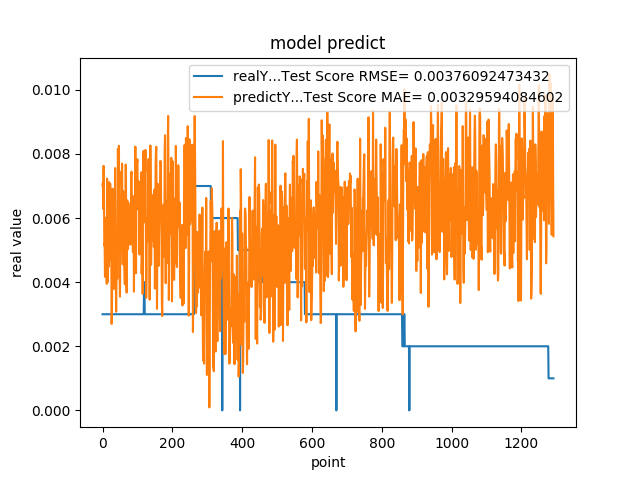 model predict
realY...Test Score RMSE= 0.00376092473432
predictY...Test Score MAE= 0.00329594084602
0.010
0.008
0.006
0.004
0.002
0.000
real value
0 200 400 600 800 1000 1200
point